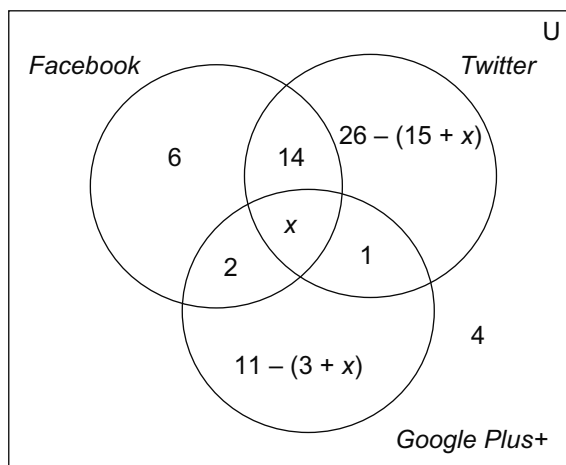 U
Facebook
Twitter
6
14
26 – (15 + x)
x
2
1
11 – (3 + x)
4
Google Plus+